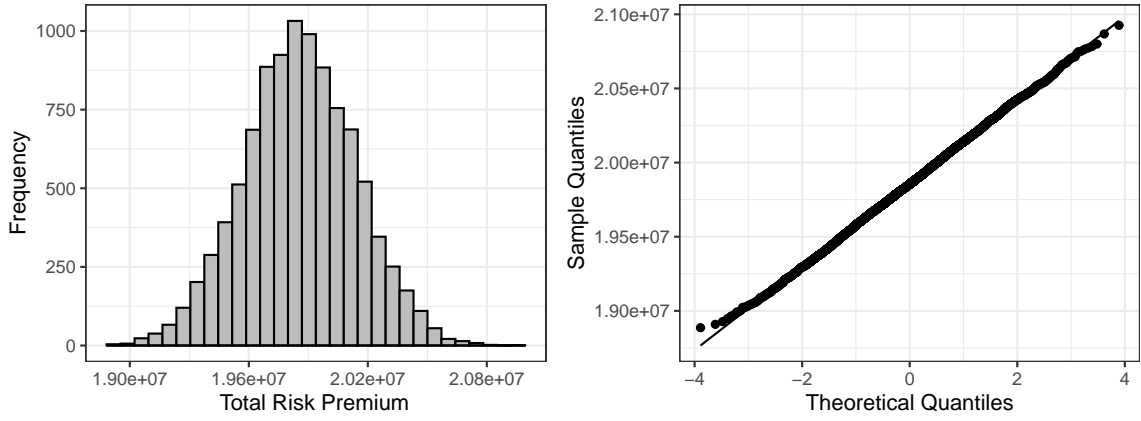 1000
750
500
250
0
Frequency
1.90e+07 1.96e+07 2.02e+07 2.08e+07
Total Risk Premium
2.10e+07
2.05e+07
2.00e+07
1.95e+07
1.90e+07
Sample Quantiles
−4 −2 0 2 4
Theoretical Quantiles